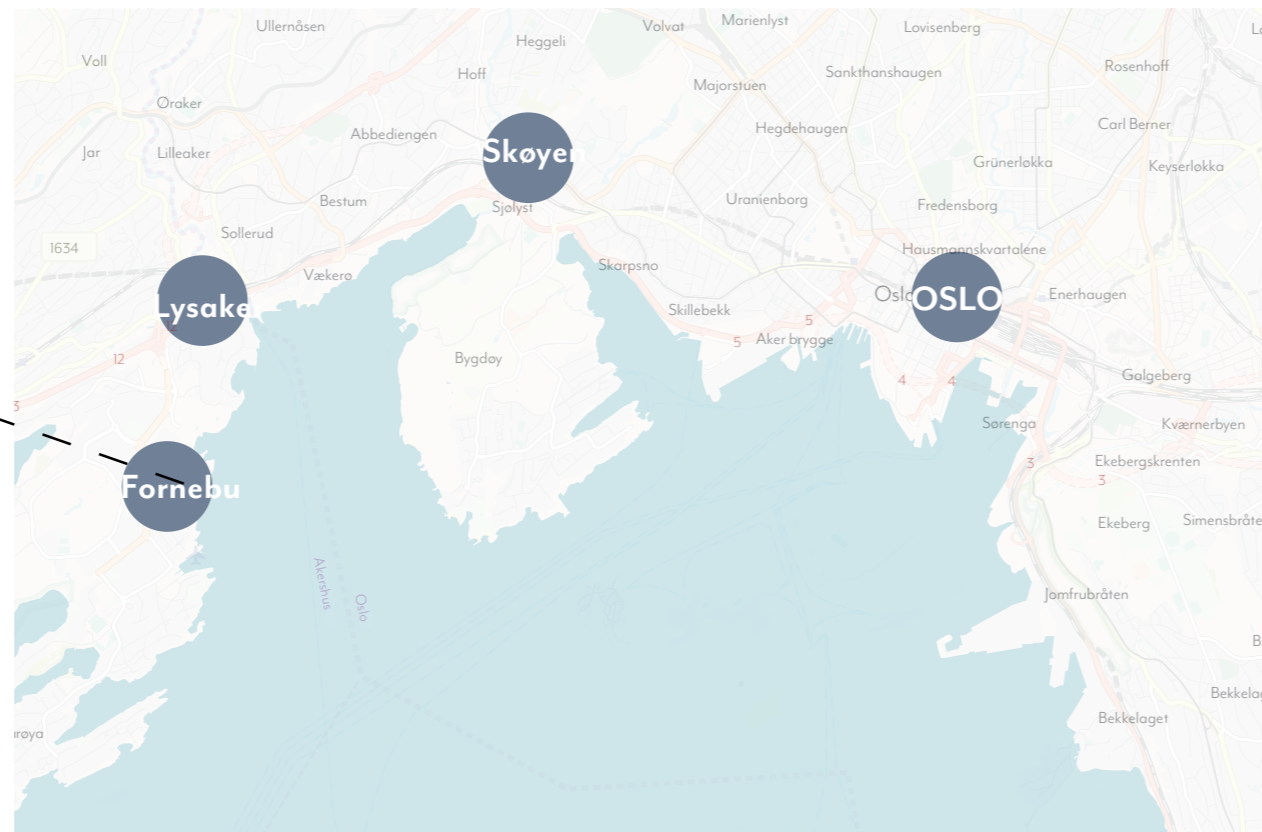 Ullernåsen
Volvat
Marienlyst
Lovisenberg
Heggeli
Voll
Hoff
Sankthanshaugen
Rosenhoff
Majorstuen
Øraker
Carl Berner
Abbediengen
Hegdehaugen
Jar
Lilleaker
Skøyen
Grünerløkka
Keyserløkka
Bestum
Uranienborg
Sjølyst
Fredensborg
Sollerud
1634
Hausmannskvartalene
Vækerø
Skarpsno
Lysaker
Oslo
OSLO
Enerhaugen
Skillebekk
5
5
Aker brygge
12
Bygdøy
Galgeberg
4
4
3
Sørenga
Kværnerbyen
3
Ekebergskrenten
3
Fornebu
Ekeberg
Simensbråte
Akershus
Oslo
Jomfrubråten
B
Bekkelag
Bekkelaget
røya